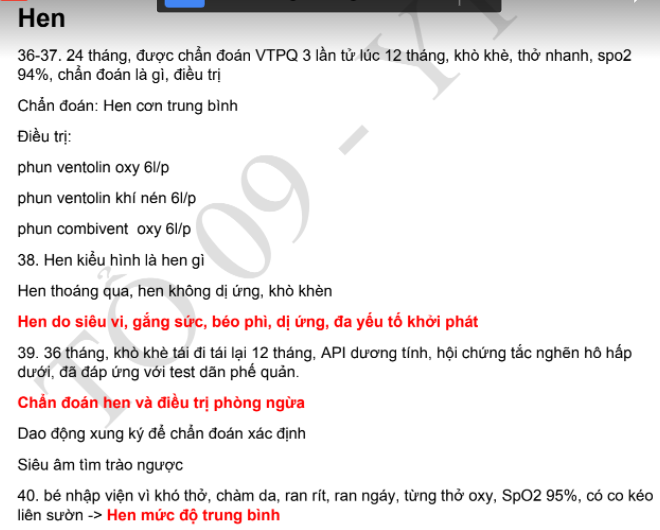 Hen
36-37. 24 tháng, được chẩn đoán VTPQ 3 lần tử lúc 12 tháng, khò khè, thở nhanh, spo2
94%, chẩn đoán là gì, điều trị
Chẩn đoán: Hen cơn trung bình
Điều trị:
phun ventolin oxy 6l/p
phun ventolin khí nén 6l/p
phun combivent oxy 6l/p
38. Hen kiểu hình là hen gì
Hen thoáng qua, hen không dị ứng, khò khèn
Hen do siêu vi, gắng sức, béo phì, dị ứng, đa yếu tố khởi phát
39. 36 tháng, khò khè tái đi tái lại 12 tháng, API dương tính, hội chứng tắc nghẽn hô hấp
dưới, đã đáp ứng với test dãn phế quản.
Chẩn đoán hen và điều trị phòng ngừa
Dao động xung ký để chẩn đoán xác định
Siêu âm tìm trào ngược
40. bé nhập viện vì khó thở, chàm da, ran rít, ran ngáy, từng thở oxy, SpO2 95%, có co kéo
liên sườn -> Hen mức độ trung bình
TỔ 09 - Y